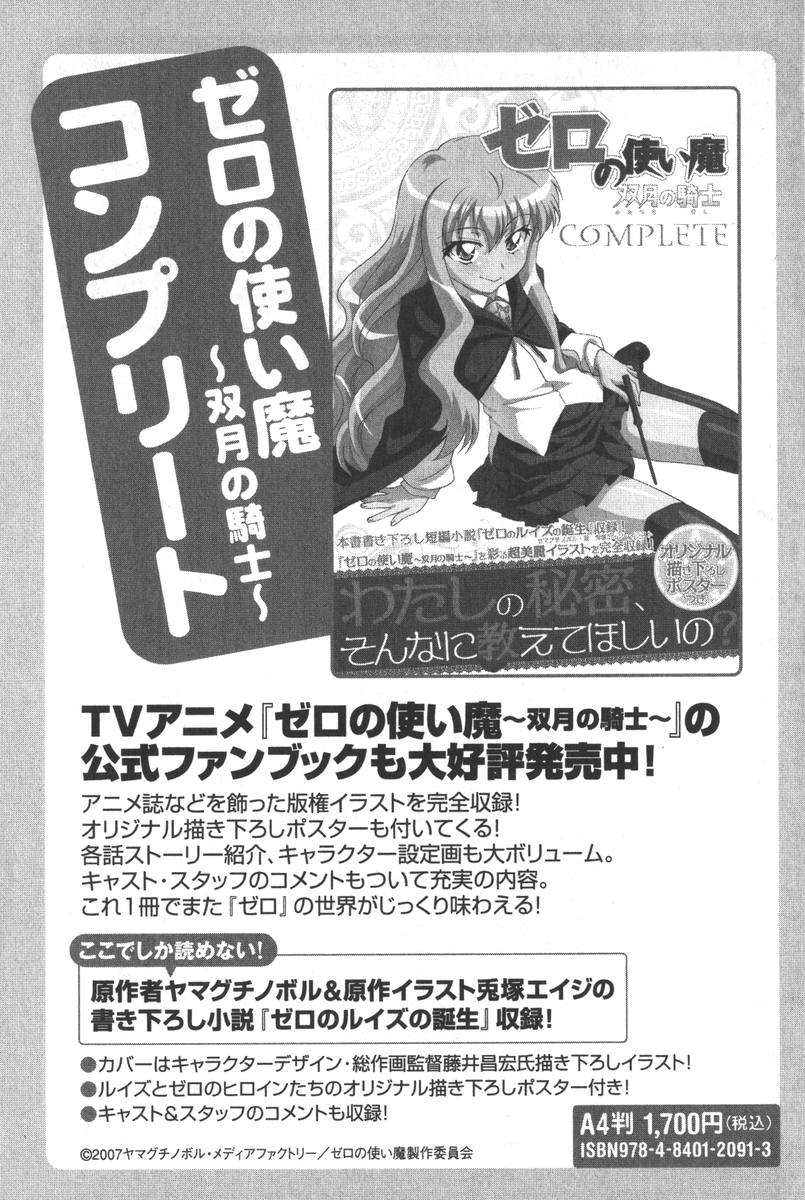 ゼロの使い魔
～双月の騎士～
コンプリート
ゼロの使い魔
双月の騎士
ふたつき きし
COMPLETE
本書書き下ろし短編小説『ゼロのルイズの誕生』収録！
『ゼロの使い魔～双月の騎士～』を彩る超美麗イラストを完全収録！
オリジナル
描き下ろし
ポスター
つき
わたしの秘密、
そんなに教えてほしいの？
TVアニメ『ゼロの使い魔～双月の騎士～』の
公式ファンブックも大好評発売中！
アニメ誌などを飾った版権イラストを完全収録！
オリジナル描き下ろしポスターも付いてくる！
各話ストーリー紹介、キャラクター設定画も大ボリューム。
キャスト・スタッフのコメントもついて充実の内容。
これ1冊でまた『ゼロ』の世界がじっくり味わえる！
ここでしか読めない！
原作者ヤマグチノボル&原作イラスト兎塚エイジの
書き下ろし小説『ゼロのルイズの誕生』収録！
●カバーはキャラクターデザイン・総作画監督藤井昌宏氏描き下ろしイラスト！
●ルイズとゼロのヒロインたちのオリジナル描き下ろしポスター付き！
●キャスト&スタッフのコメントも収録！
A4判 1,700円（税込）
ISBN978-4-8401-2091-3
©2007ヤマグチノボル・メディアファクトリー／ゼロの使い魔製作委員会